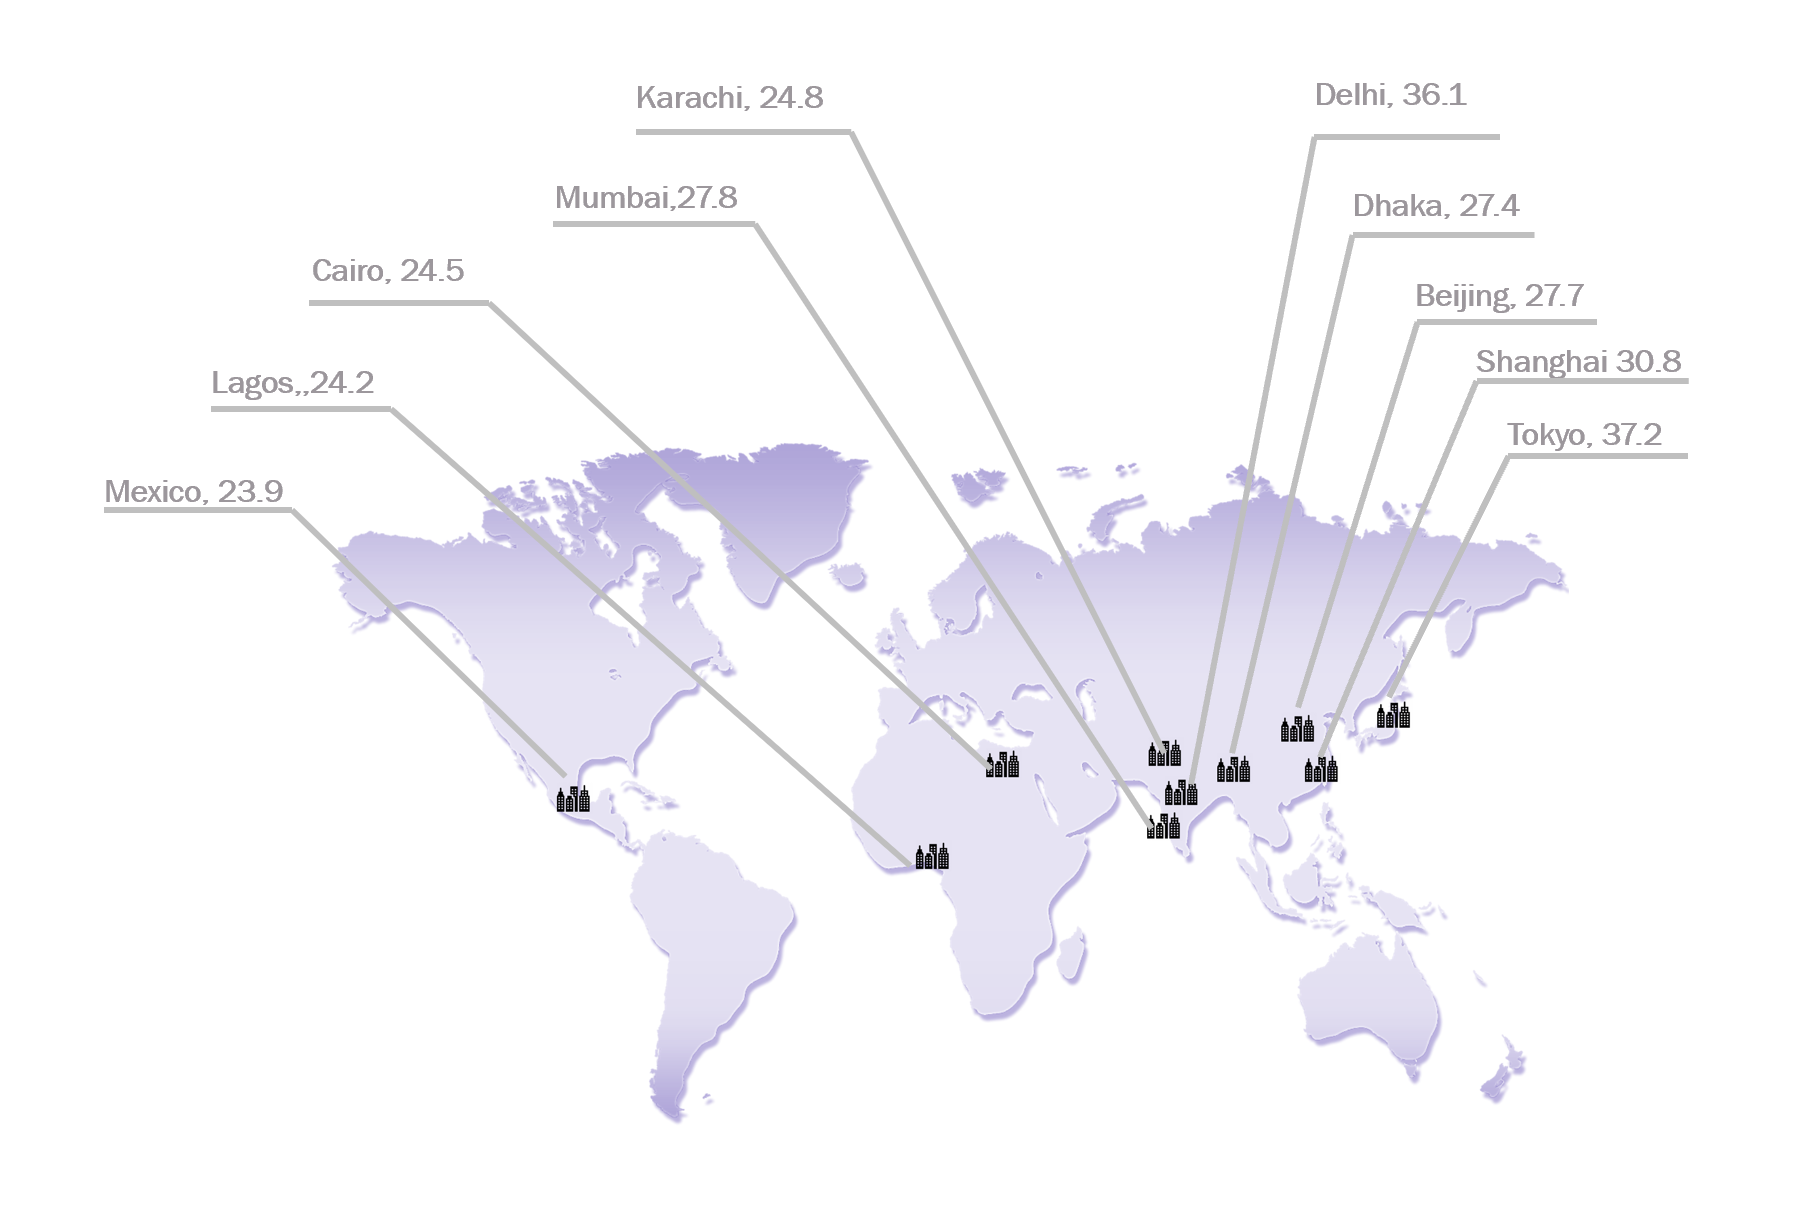 Karachi, 24.8
Delhi, 36.1
Mumbai,27.8
Dhaka, 27.4
Cairo, 24.5
Beijing, 27.7
Shanghai 30.8
Lagos,,24.2
Tokyo, 37.2
Mexico, 23.9